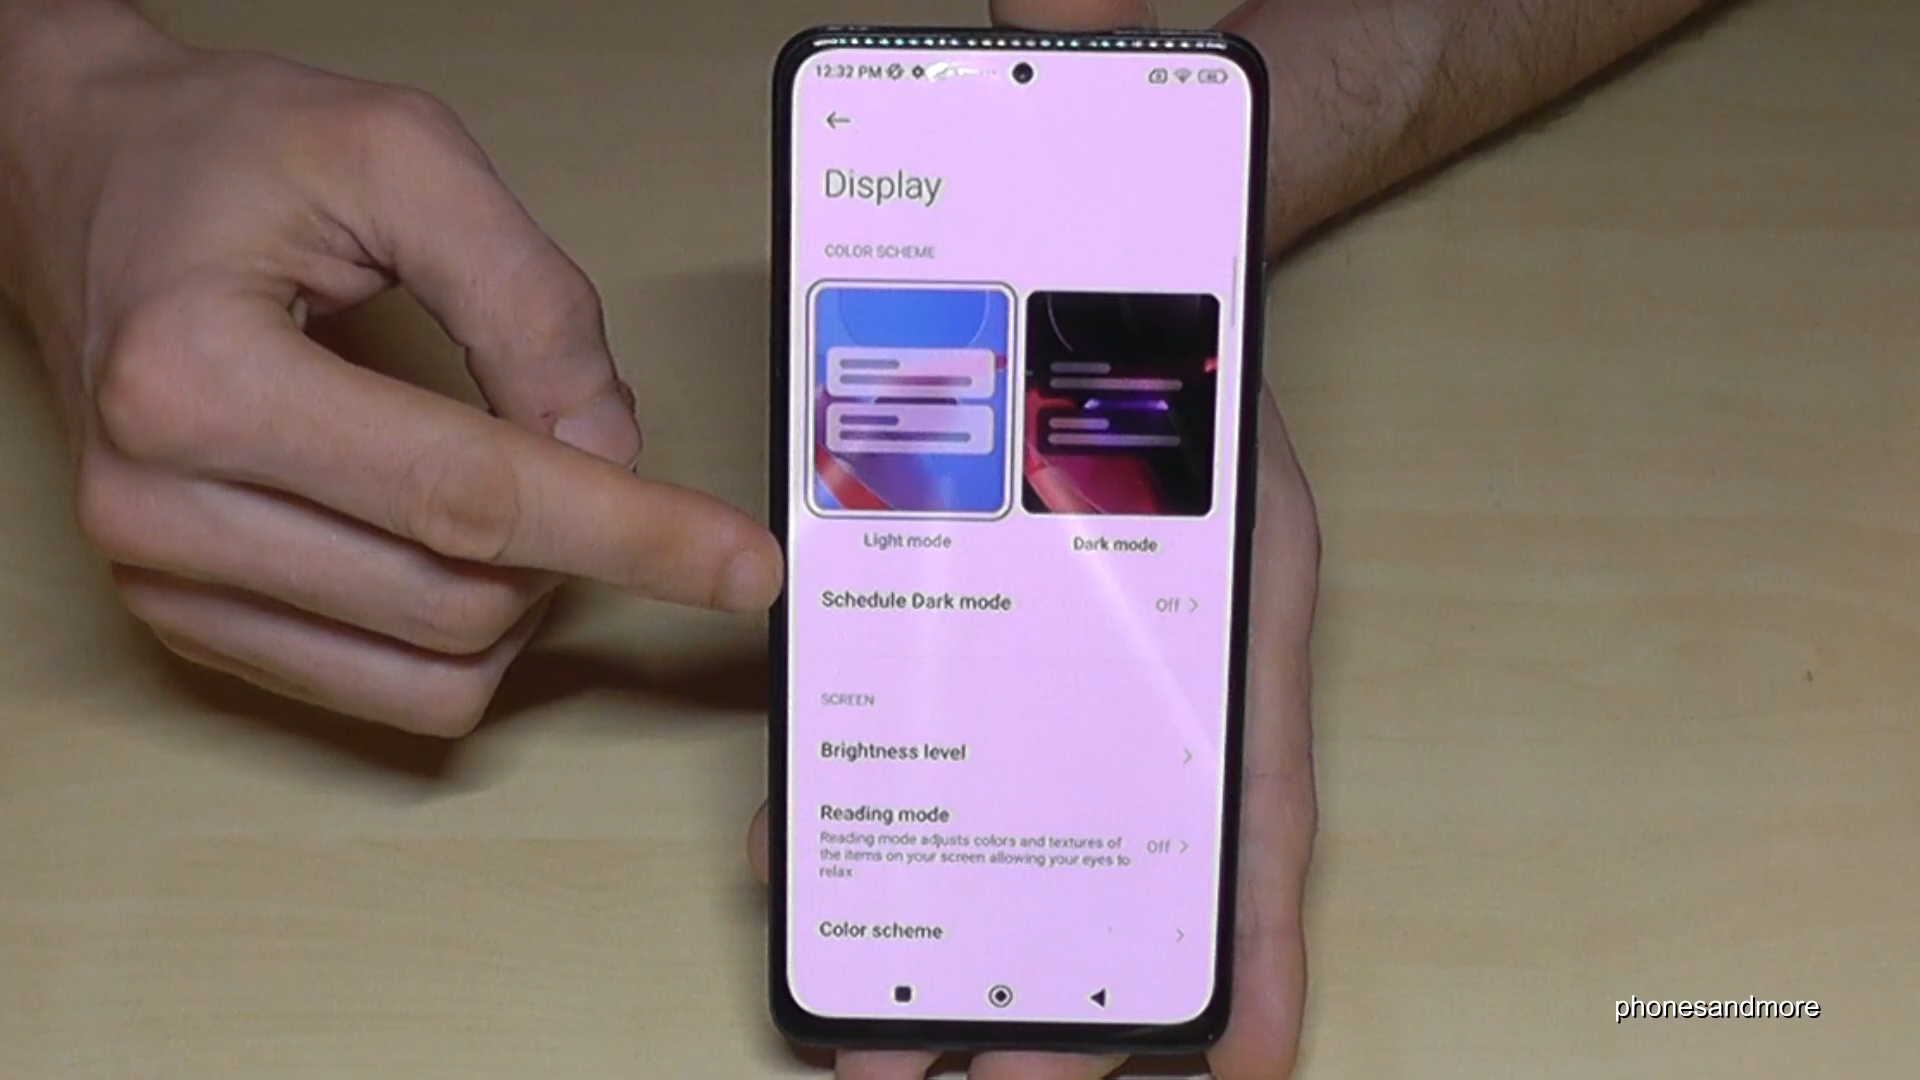 12:32 PM
Display
COLOR SCHEME
Light mode
Dark mode
Schedule Dark mode
Off
SCREEN
Brightness level
Reading mode
Reading mode adjusts colors and textures of
the items on your screen allowing your eyes to
relax
Off
Color scheme
phonesandmore